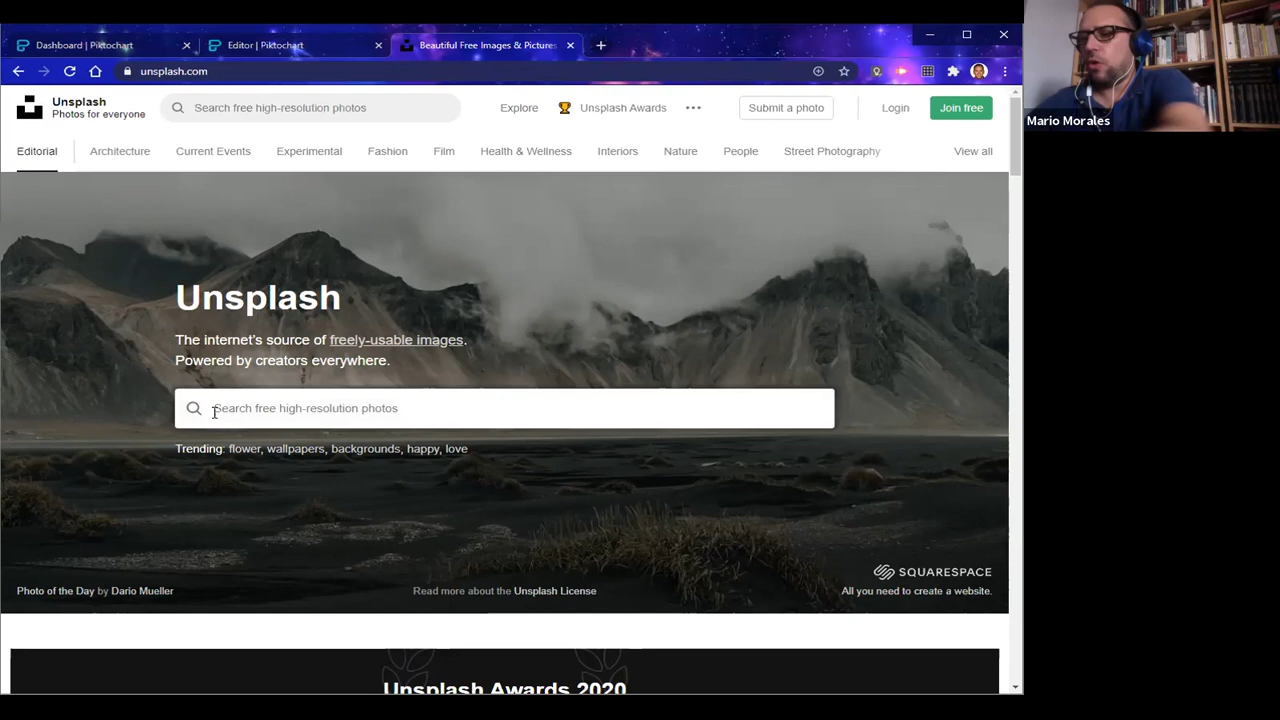 Dashboard | Piktochart
Editor | Piktochart
Beautiful Free Images & Pictures
unsplash.com
Mario Morales
Unsplash
Photos for everyone
Search free high-resolution photos
Explore
Unsplash Awards
Submit a photo
Login
Join free
Editorial
Architecture
Current Events
Experimental
Fashion
Film
Health & Wellness
Interiors
Nature
People
Street Photography
View all
Unsplash
The internet's source of freely-usable images.
Powered by creators everywhere.
Search free high-resolution photos
Trending: flower, wallpapers, backgrounds, happy, love
SQUARESPACE
Photo of the Day by Dario Mueller
Read more about the Unsplash License
All you need to create a website.
Unsplash Awards 2020